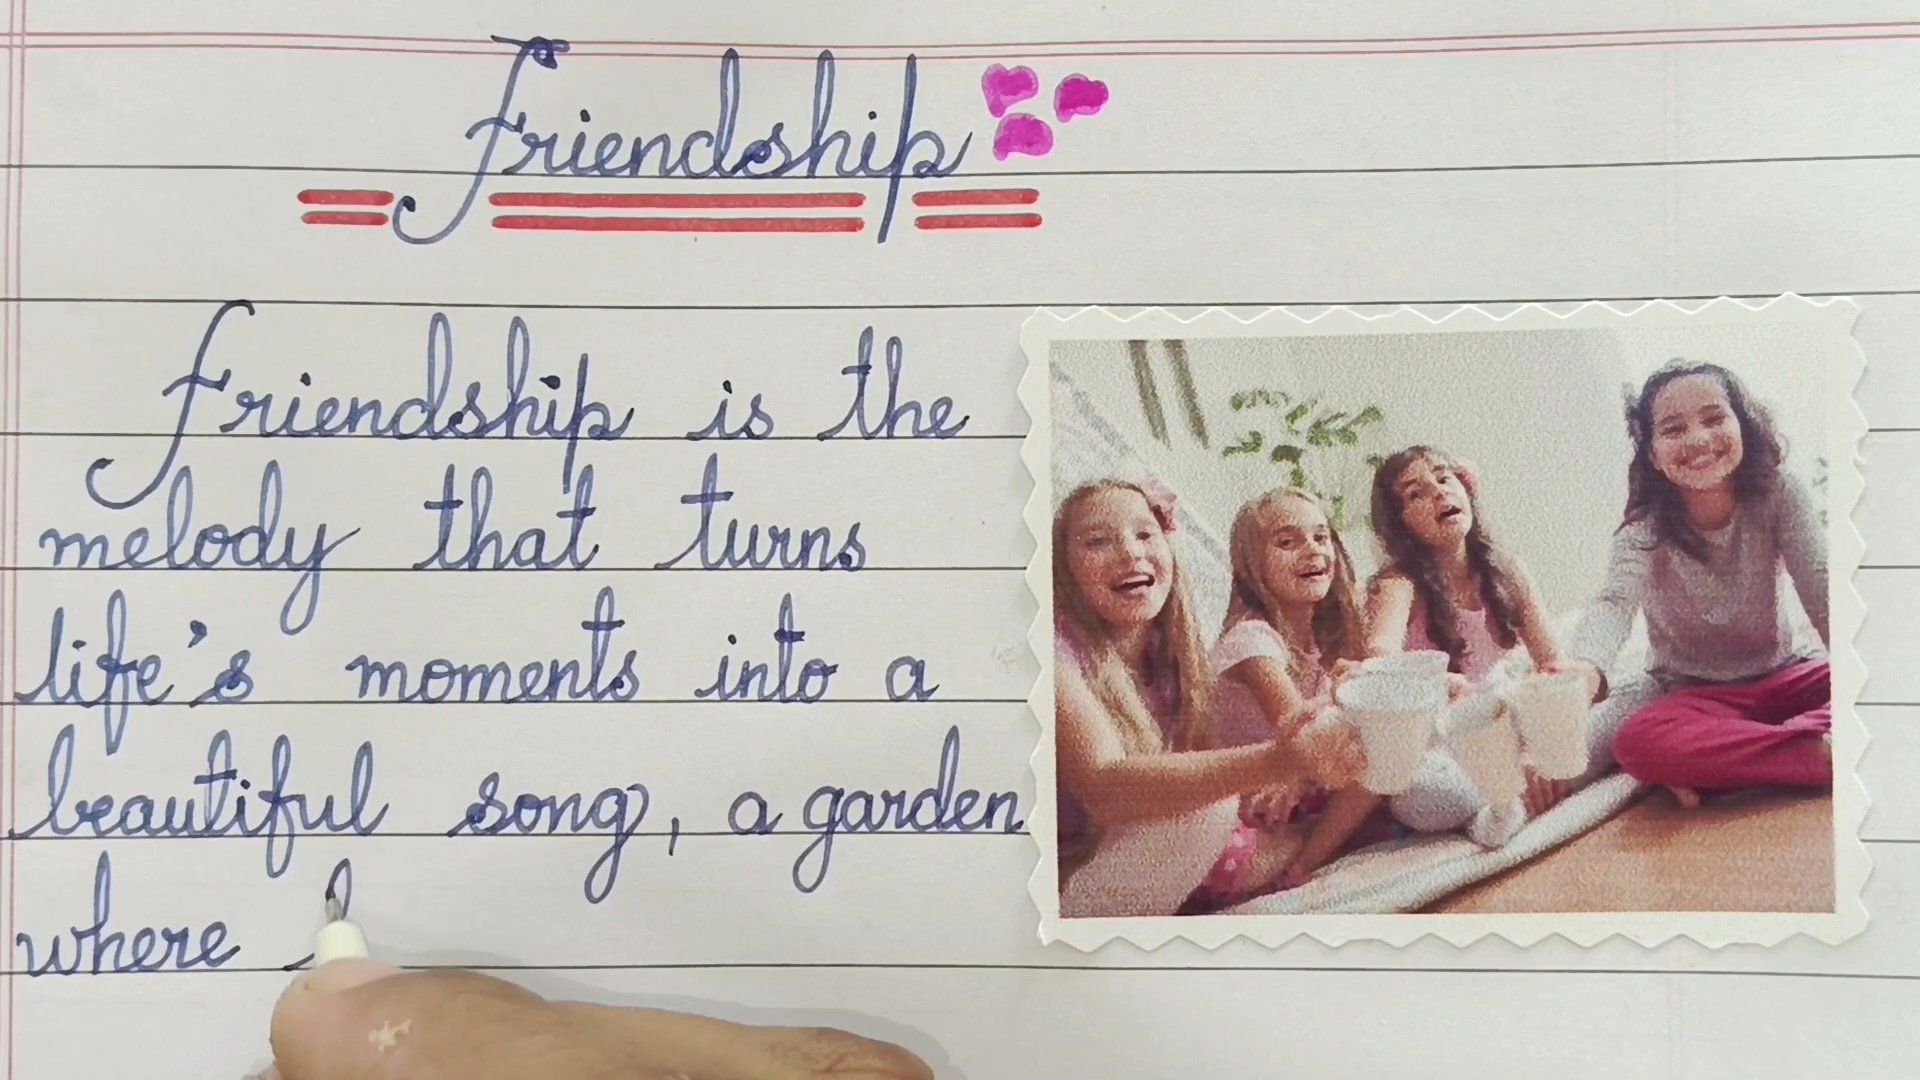 Friendship
Friendship is the
melody that turns
life's moments into a
beautiful song, a garden
where